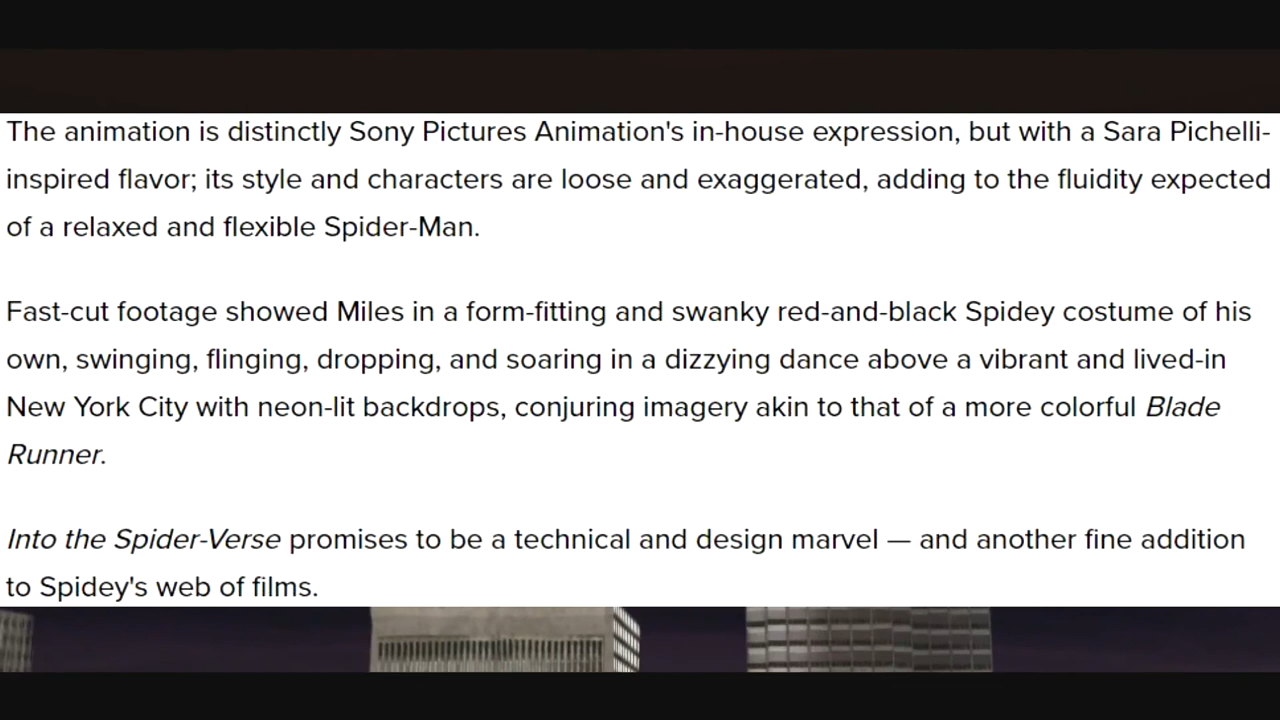 The animation is distinctly Sony Pictures Animation's in-house expression, but with a Sara Pichelli-
inspired flavor; its style and characters are loose and exaggerated, adding to the fluidity expected
of a relaxed and flexible Spider-Man.
Fast-cut footage showed Miles in a form-fitting and swanky red-and-black Spidey costume of his
own, swinging, flinging, dropping, and soaring in a dizzying dance above a vibrant and lived-in
New York City with neon-lit backdrops, conjuring imagery akin to that of a more colorful Blade
Runner.
Into the Spider-Verse promises to be a technical and design marvel — and another fine addition
to Spidey's web of films.